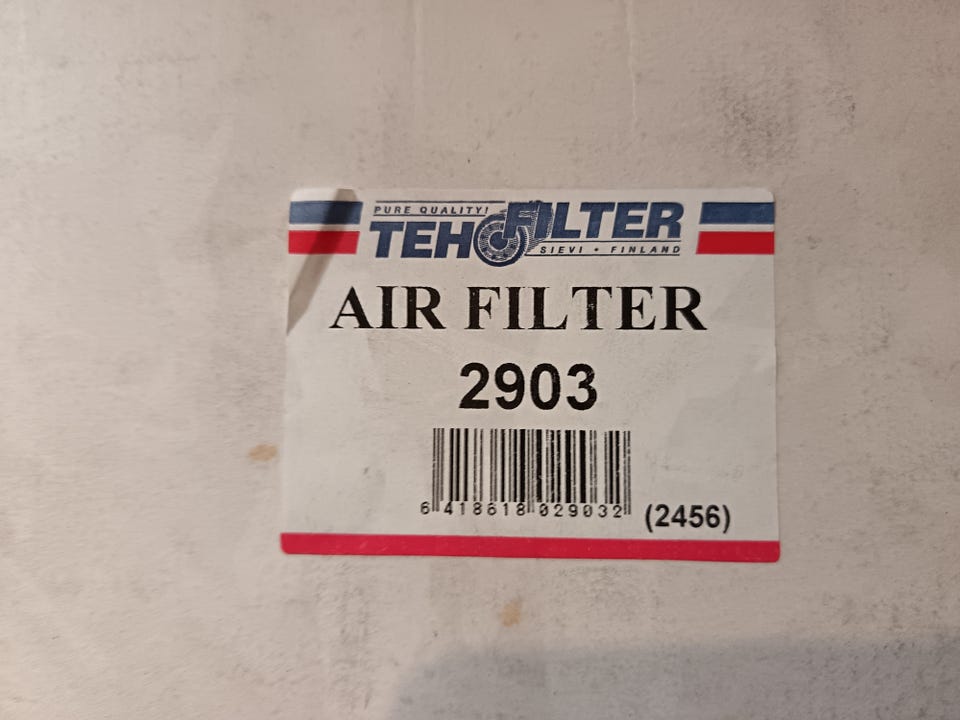 PURE QUALITY!
TEHOFILTER
SIEVI • FINLAND
AIR FILTER
2903
6 418618 029032
(2456)